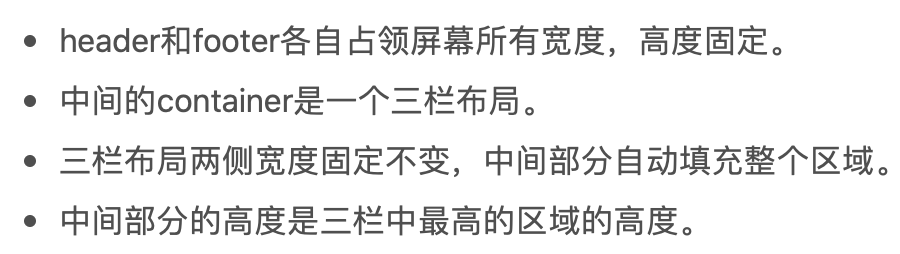 • header和footer各自占领屏幕所有宽度，高度固定。
• 中间的container是一个三栏布局。
• 三栏布局两侧宽度固定不变，中间部分自动填充整个区域。
• 中间部分的高度是三栏中最高的区域的高度。